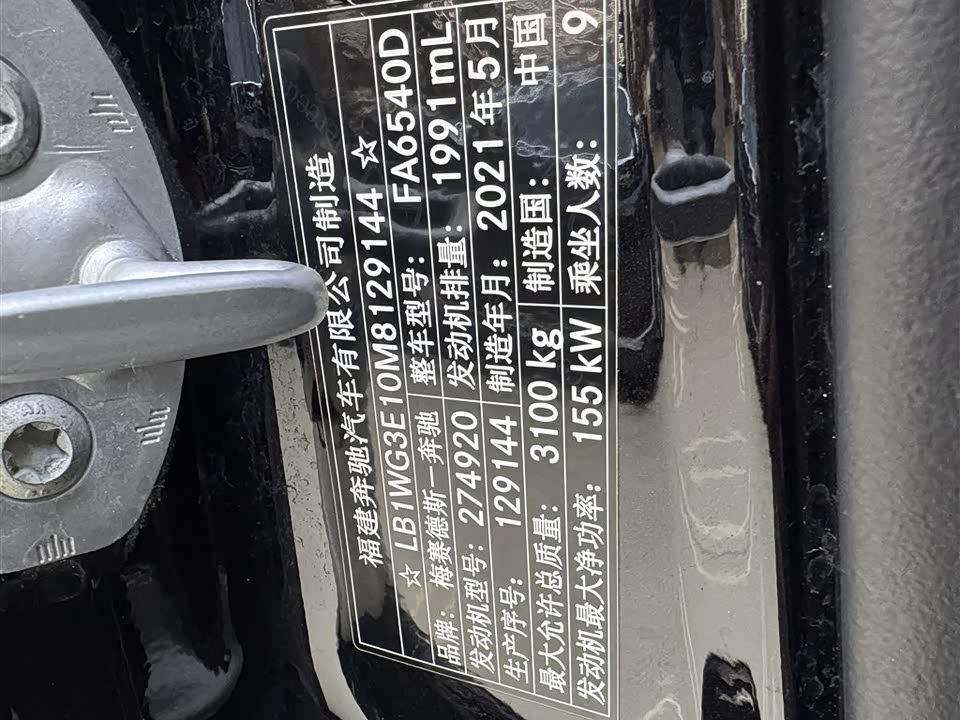 福建奔驰汽车有限公司制造
☆ LB1WG3E10M8129144 ☆
品牌： 梅赛德斯－奔驰 整车型号： FA6540D
发动机型号： 274920 发动机排量： 1991mL
生产序号： 129144 制造年月： 2021年5月
最大允许总质量： 3100 kg 制造国： 中国
发动机最大净功率： 155 kW 乘坐人数： 9